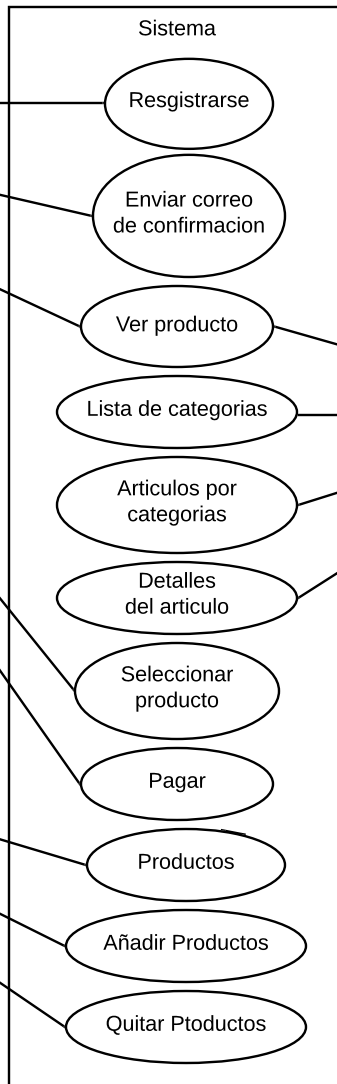 Sistema
Resgistrarse
Enviar correo
de confirmacion
Ver producto
Lista de categorias
Articulos por
categorias
Detalles
del articulo
Seleccionar
producto
Pagar
Productos
Añadir Productos
Quitar Ptoductos